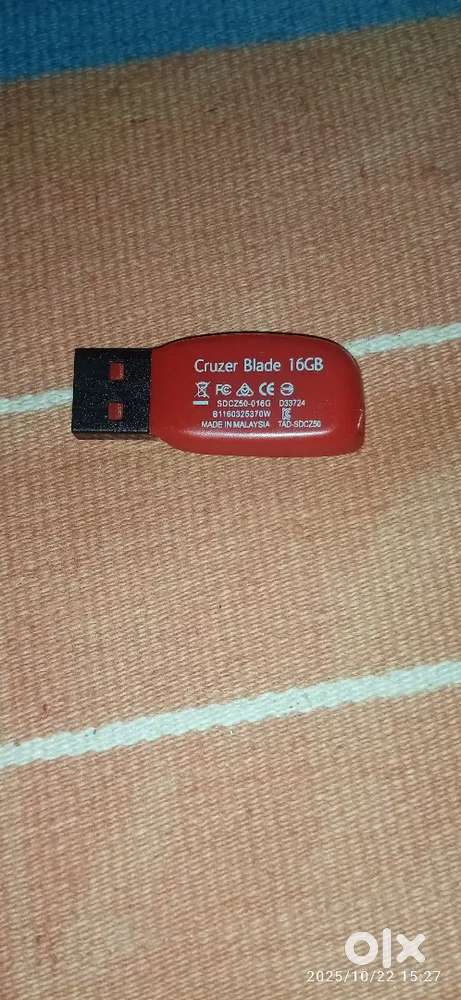 Cruzer Blade 16GB
FC CE
SDCZ50-016G D33724
B1160325370W
MADE IN MALAYSIA TAD-SDCZ50
olx
2025/10/22 15:27